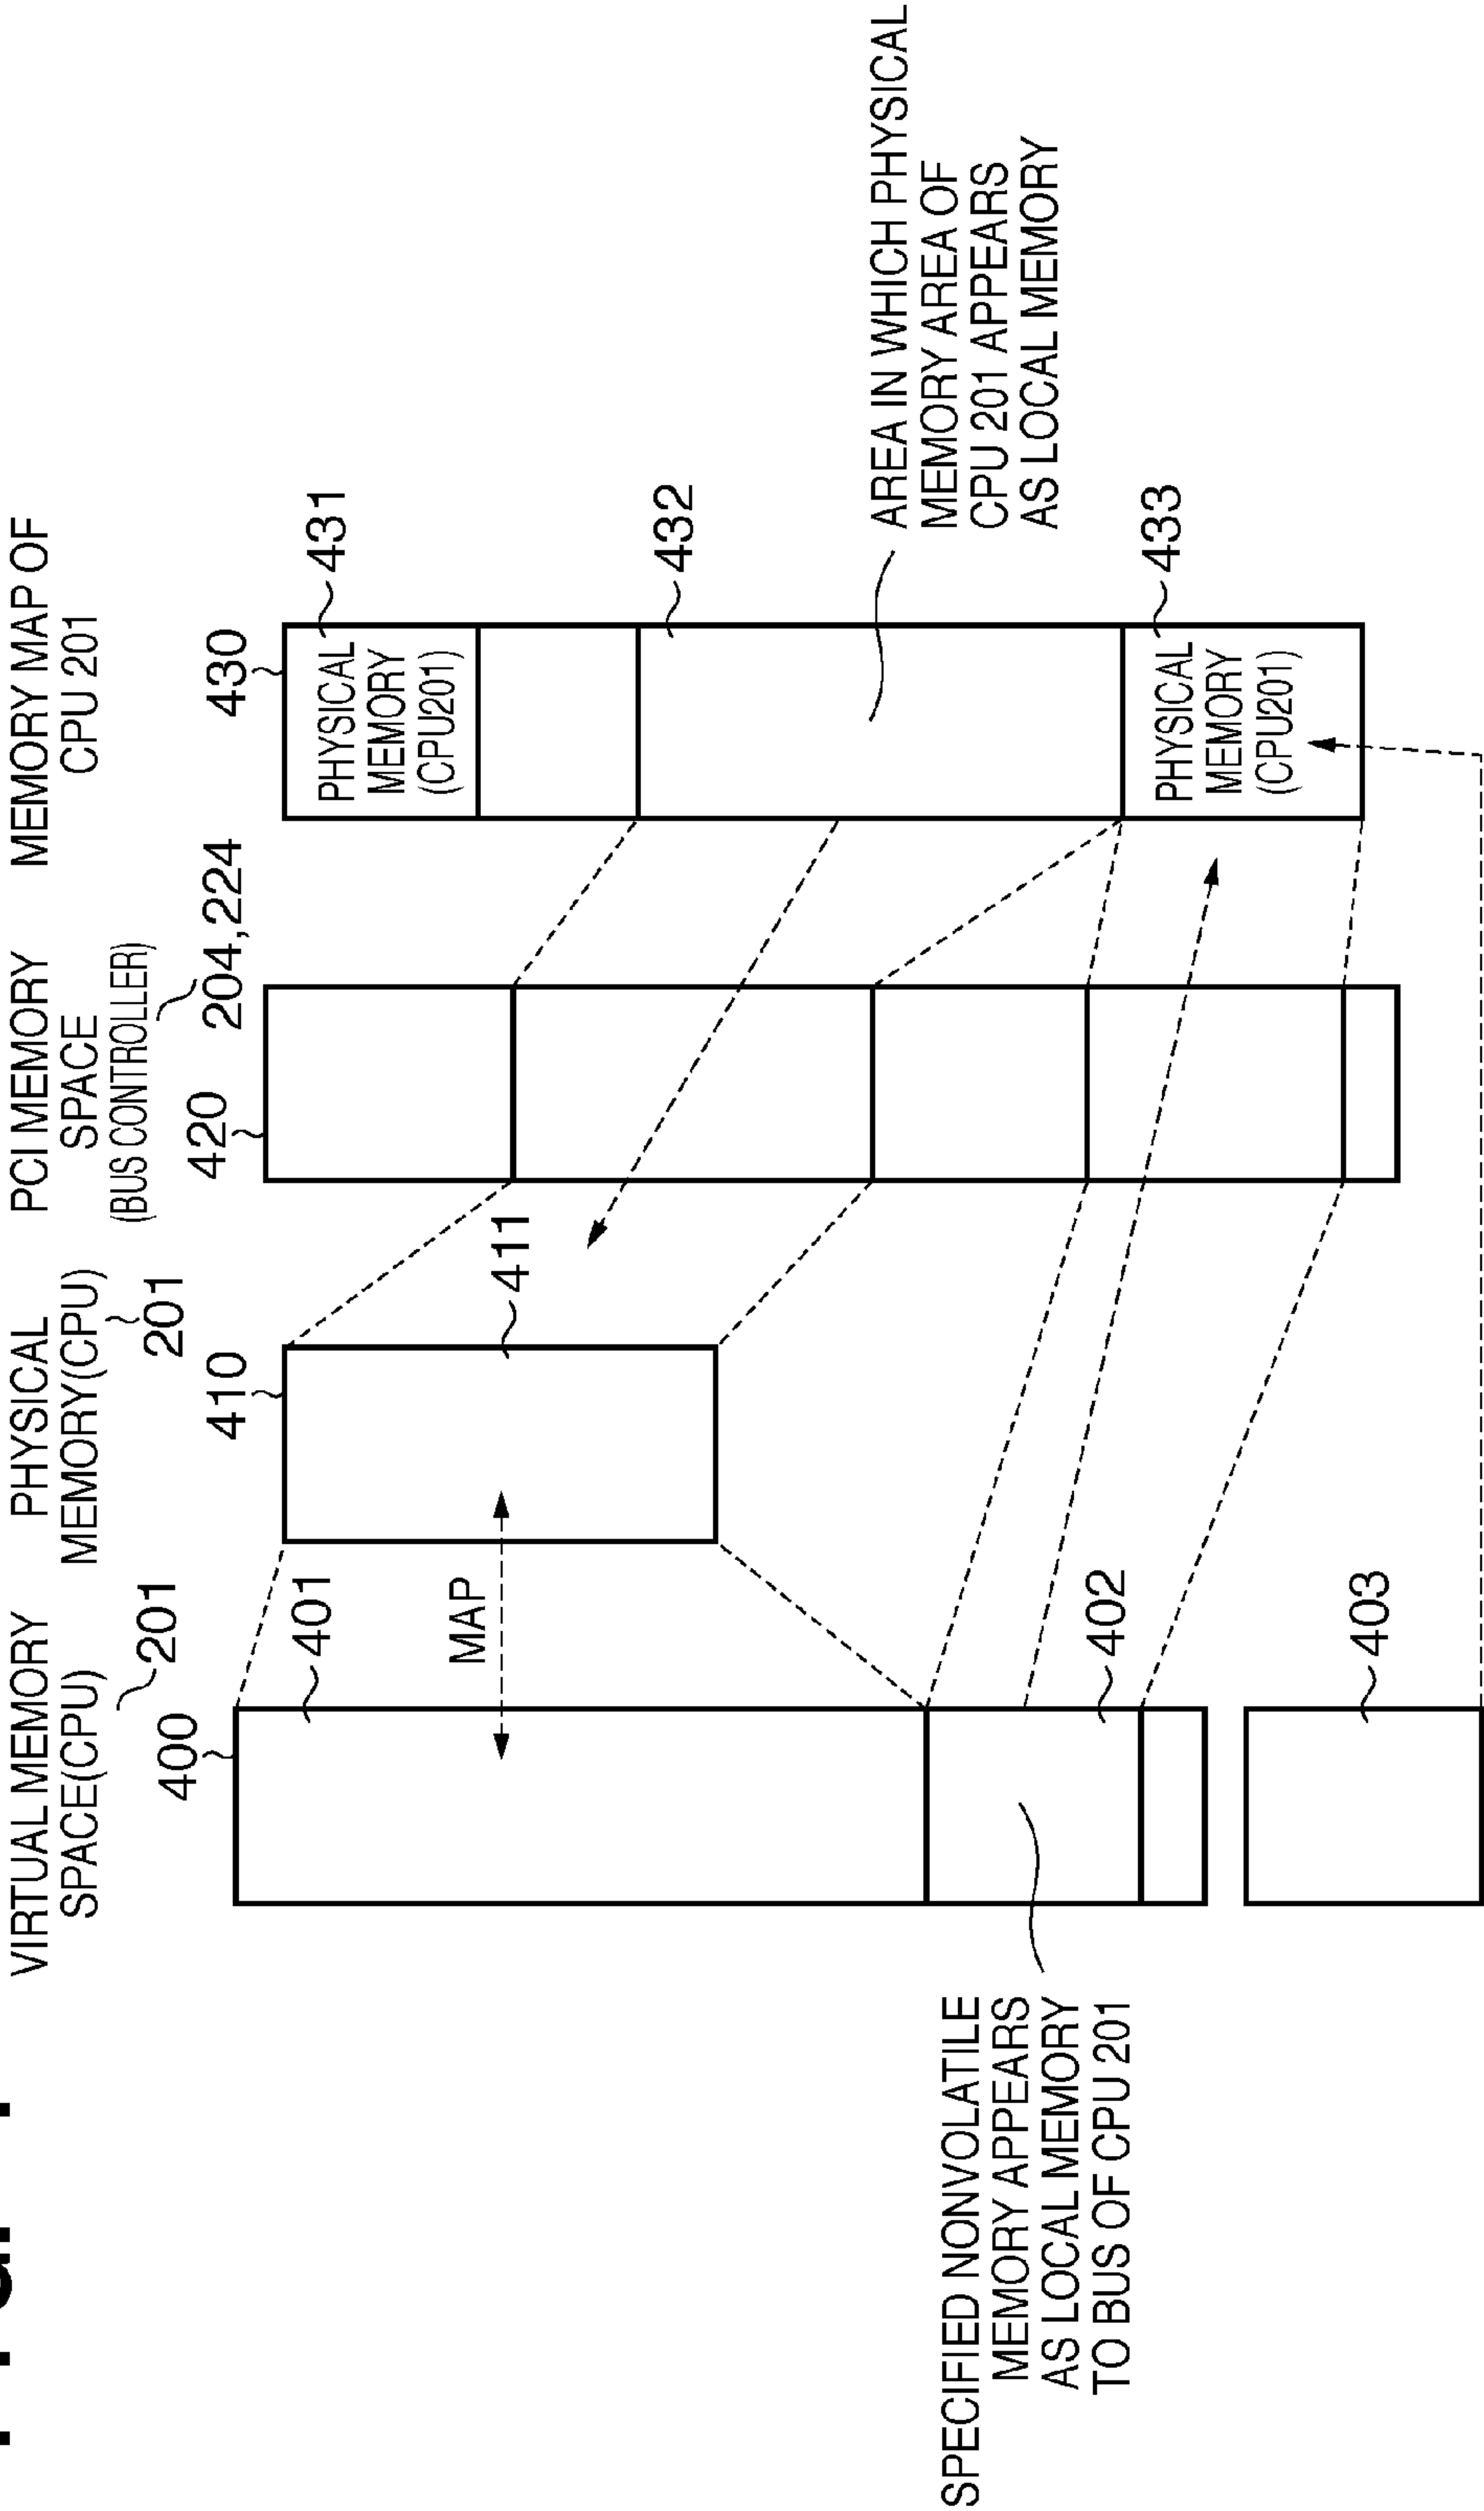 VIRTUAL MEMORY
SPACE(CPU)
201
400
401
MAP
402
403
SPECIFIED NONVOLATILE
MEMORY APPEARS
AS LOCAL MEMORY
TO BUS OF CPU 201
PHYSICAL
MEMORY(CPU)
201
410
411
PCI MEMORY
SPACE
(BUS CONTROLLER)
204,224
420
MEMORY MAP OF
CPU 201
430
431
PHYSICAL
MEMORY
(CPU201)
432
AREA IN WHICH PHYSICAL
MEMORY AREA OF
CPU 201 APPEARS
AS LOCAL MEMORY
433
PHYSICAL
MEMORY
(CPU201)